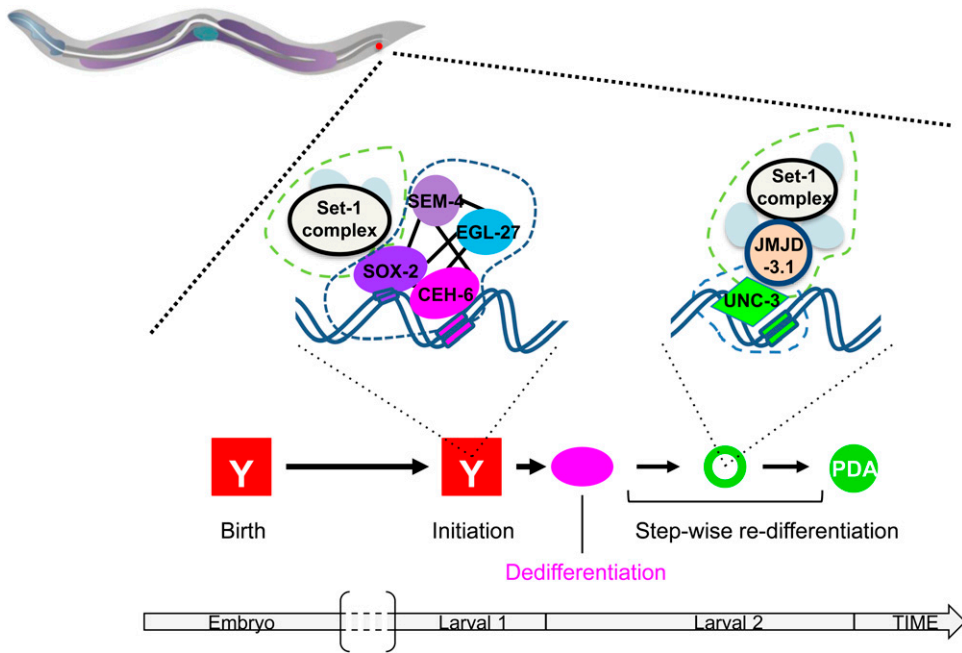 Set-1
complex
SEM-4
EGL-27
SOX-2
CEH-6
Set-1
complex
JMJD
-3.1
UNC-3
Y
Y
PDA
Birth
Initiation
Step-wise re-differentiation
Dedifferentiation
Embryo
Larval 1
Larval 2
TIME